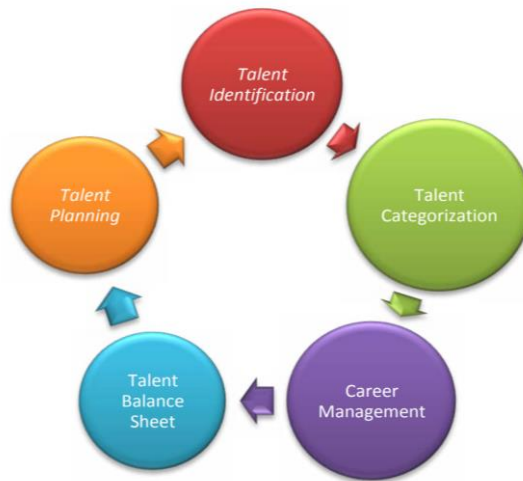 Talent
Identification
Talent
Categorization
Career
Management
Talent
Balance
Sheet
Talent
Planning